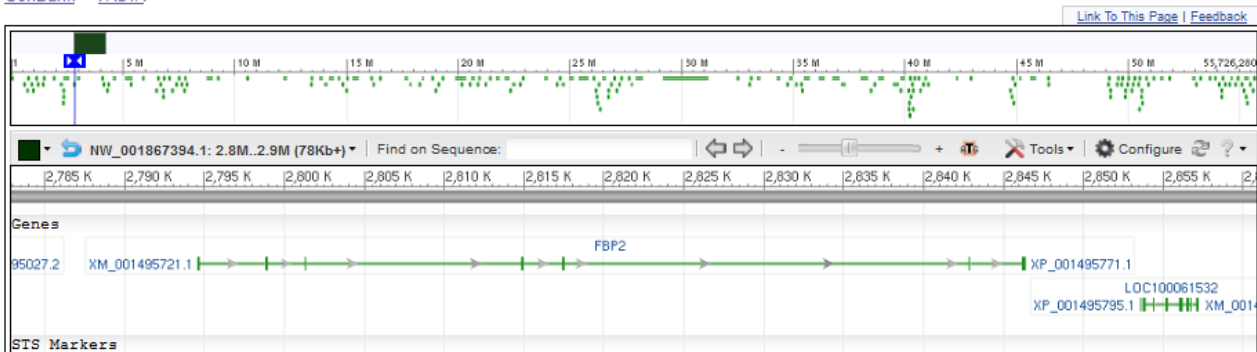 Link To This Page | Feedback
1 5 M 10 M 15 M 20 M 25 M 30 M 35 M 40 M 45 M 50 M 55,726,280
NW_001867394.1: 2.8M..2.9M (78Kb+) Find on Sequence: - + Tools Configure ?
2,785 K 2,790 K 2,795 K 2,800 K 2,805 K 2,810 K 2,815 K 2,820 K 2,825 K 2,830 K 2,835 K 2,840 K 2,845 K 2,850 K 2,855 K 2,
Genes
FBP2
95027.2 XM_001495721.1 XP_001495771.1
LOC100061532
XP_001495795.1 XM_001
STS Markers